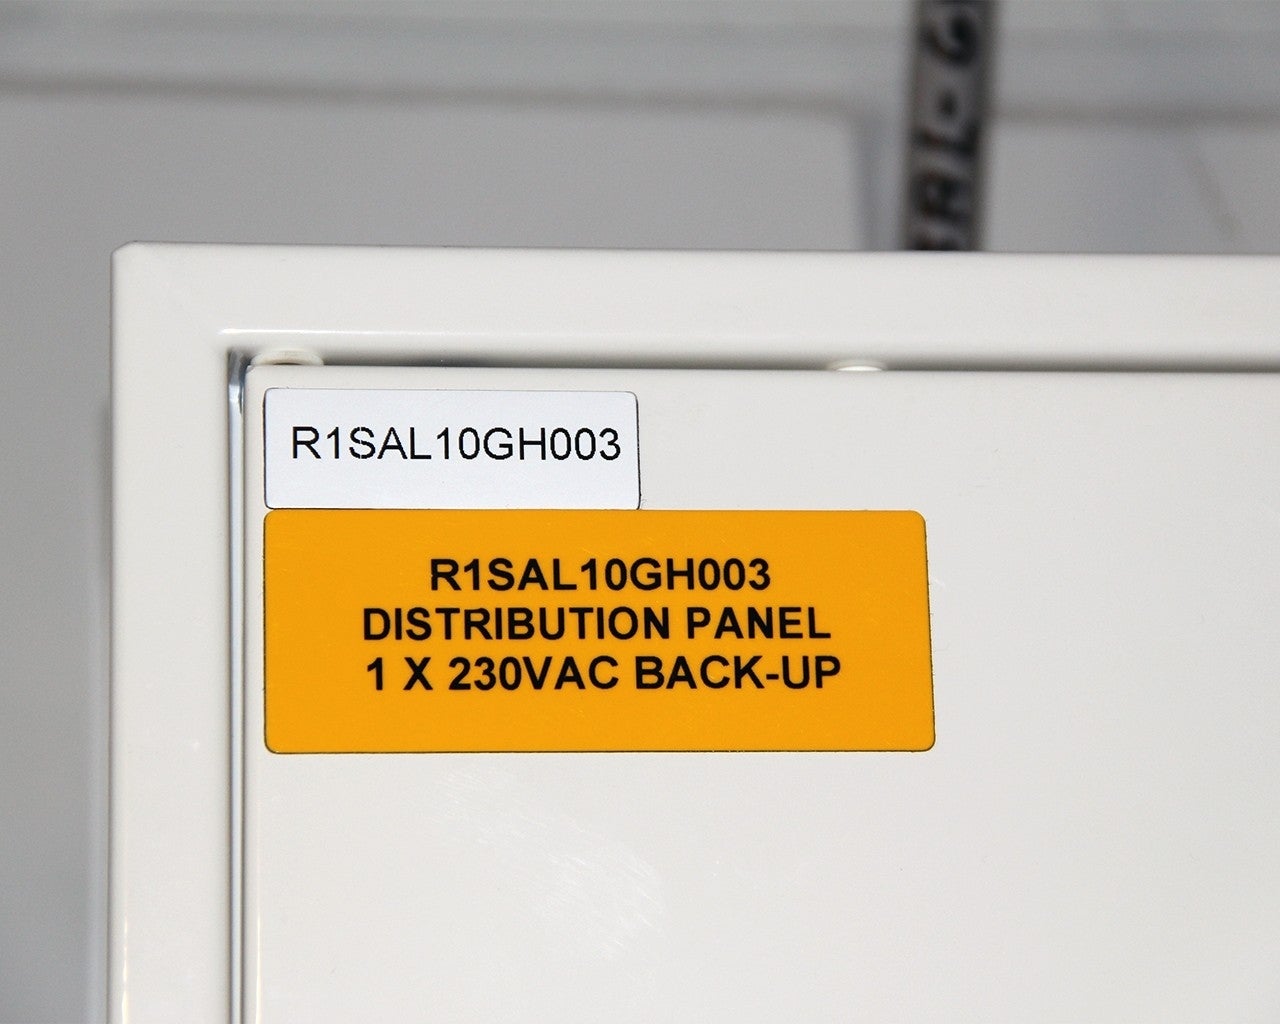 R1SAL10GH003
R1SAL10GH003
DISTRIBUTION PANEL
1 X 230VAC BACK-UP